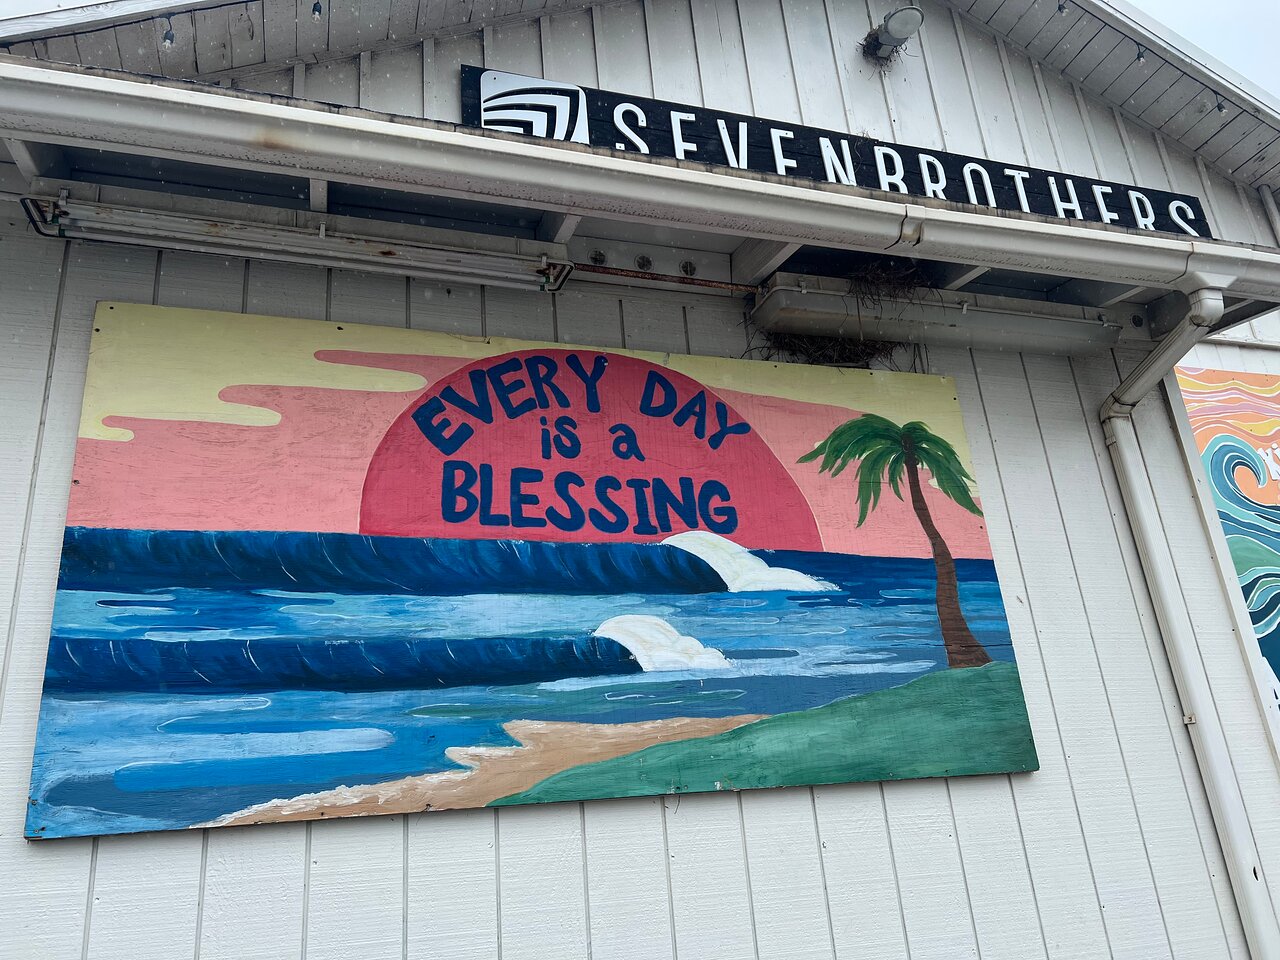 SEVENBROTHERS
EVERY DAY
is a
BLESSING